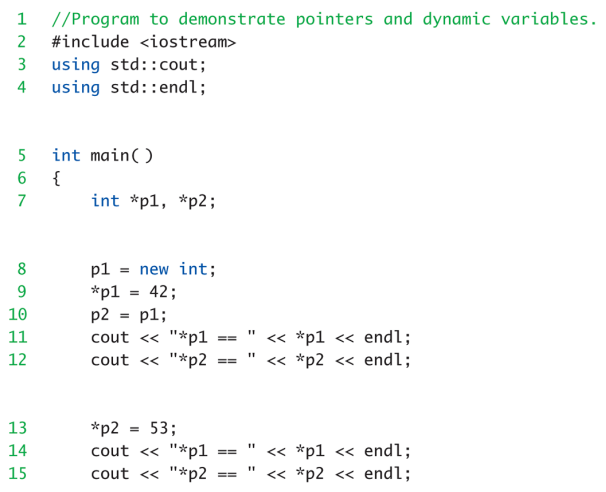 1 //Program to demonstrate pointers and dynamic variables.
2 #include <iostream>
3 using std::cout;
4 using std::endl;
5 int main( )
6 {
7 int *p1, *p2;
8 p1 = new int;
9 *p1 = 42;
10 p2 = p1;
11 cout << "*p1 == " << *p1 << endl;
12 cout << "*p2 == " << *p2 << endl;
13 *p2 = 53;
14 cout << "*p1 == " << *p1 << endl;
15 cout << "*p2 == " << *p2 << endl;